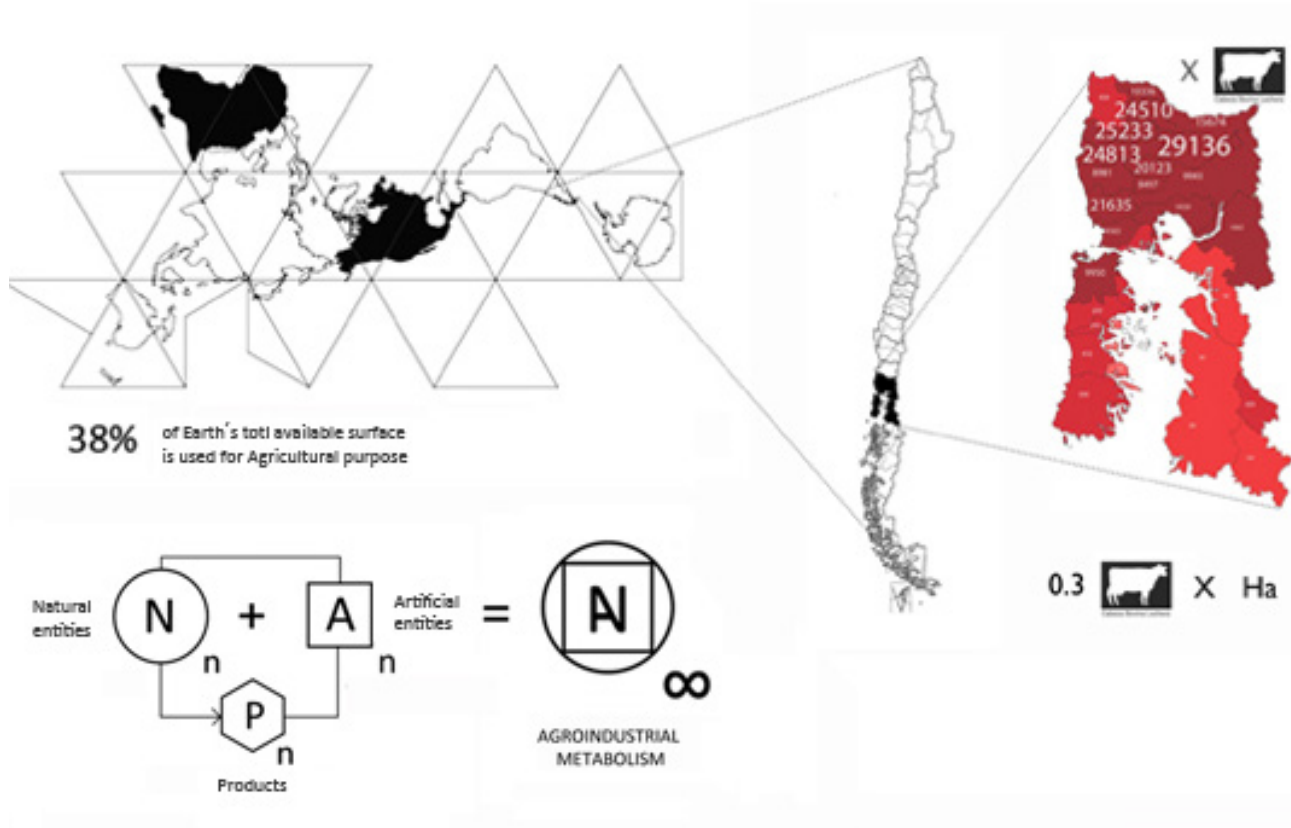 38%
of Earth´s totl available surface
is used for Agricultural purpose
X
24510
25233
29136
24813
20123
21635
9950
0.3
X Ha
Natural
entities
N
n
+
A
n
Artificial
entities
=
P
n
Products
N
∞
AGROINDUSTRIAL
METABOLISM